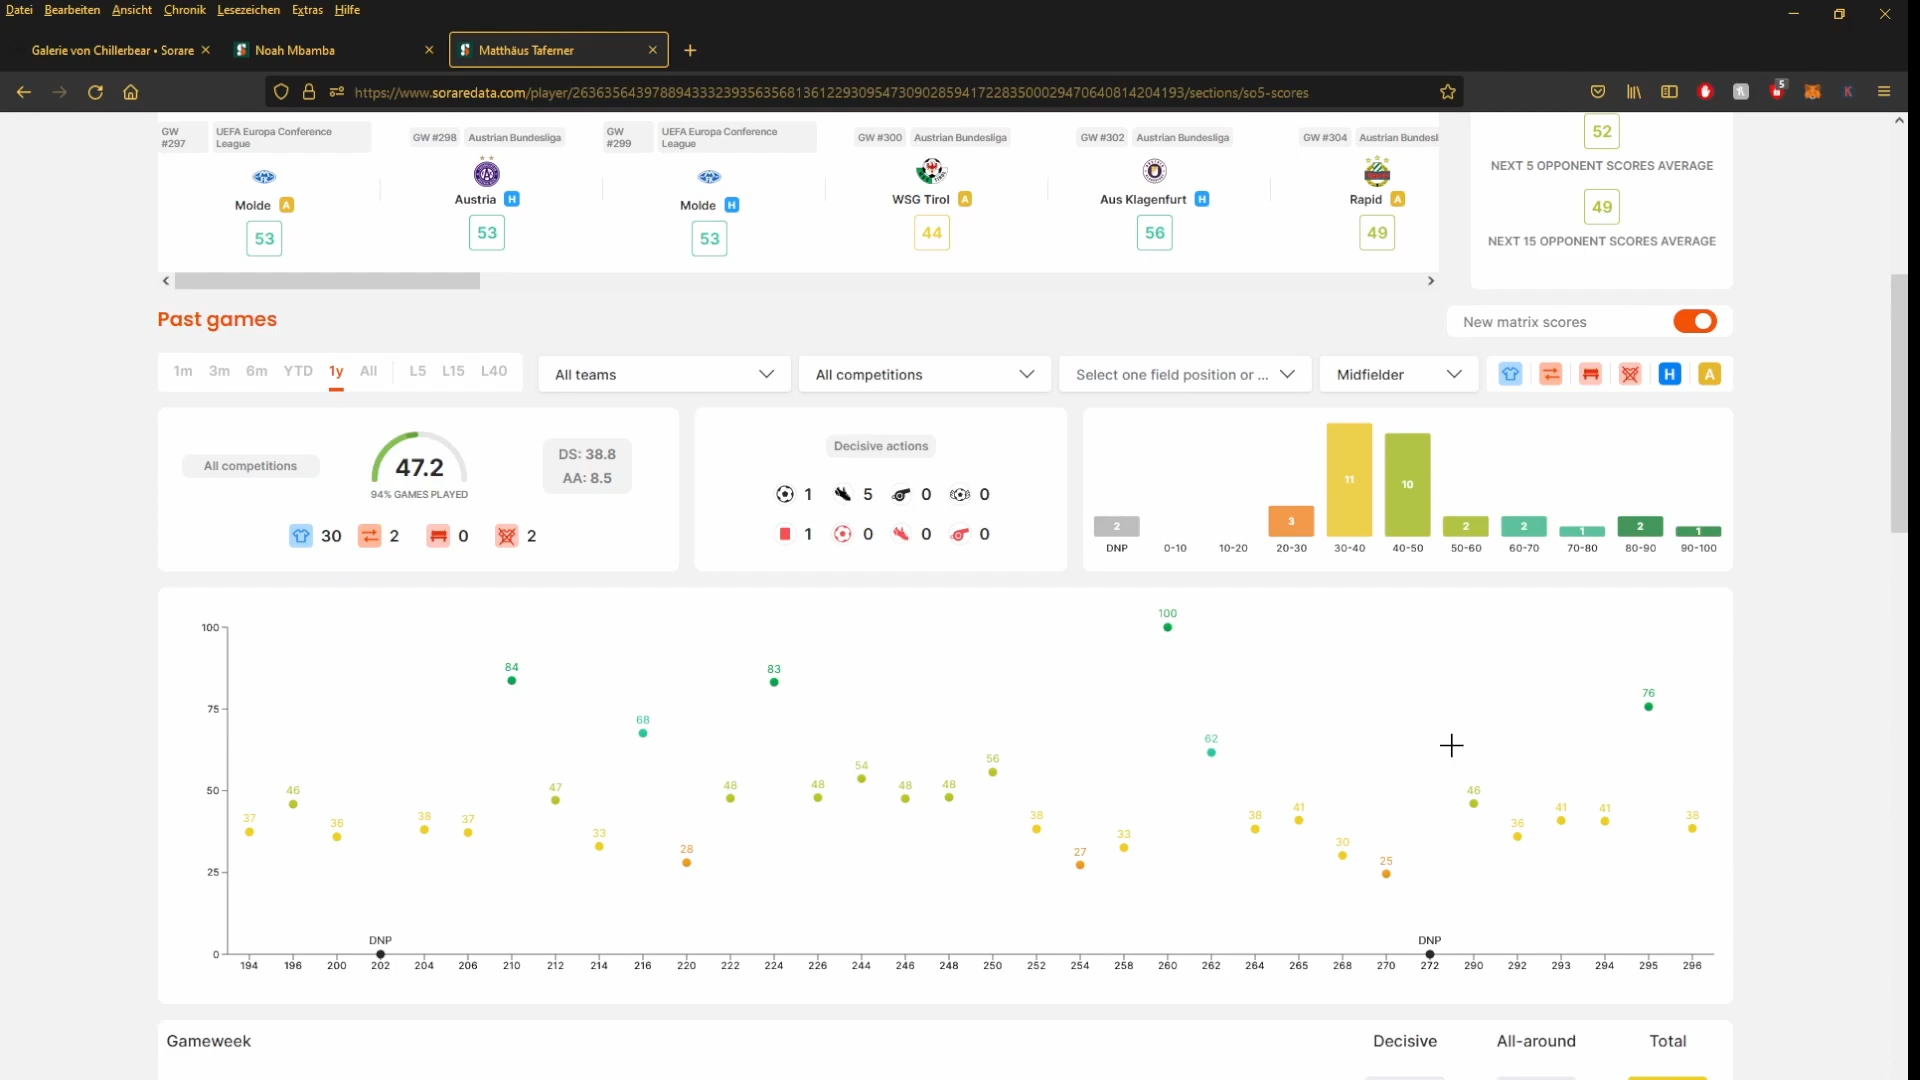 Datei Bearbeiten Ansicht Chronik Lesezeichen Extras Hilfe
Galerie von Chillerbear • Sorare Noah Mbamba Matthäus Taferner
https://www.soraredata.com/player/26363564397889433323935635681361229309547309028594172283500029470640814204193/sections/so5-scores
5
GW #297 UEFA Europa Conference League
GW #298 Austrian Bundesliga
GW #299 UEFA Europa Conference League
GW #300 Austrian Bundesliga
GW #302 Austrian Bundesliga
GW #304 Austrian Bundesl
Molde A Austria H Molde H WSG Tirol A Aus Klagenfurt H Rapid A
53 53 53 44 56 49
52
NEXT 5 OPPONENT SCORES AVERAGE
49
NEXT 15 OPPONENT SCORES AVERAGE
Past games
New matrix scores
1m 3m 6m YTD 1y All L5 L15 L40 All teams All competitions Select one field position or ... Midfielder H A
All competitions
47.2
94% GAMES PLAYED
DS: 38.8
AA: 8.5
30 2 0 2
Decisive actions
1 5 0 0
1 0 0 0
2 3 11 10 2 2 1 2 1
DNP 0-10 10-20 20-30 30-40 40-50 50-60 60-70 70-80 80-90 90-100
100 75 50 25 0
37 46 36 DNP 38 37 84 47 33 68 28 48 83 48 54 48 48 56 38 27 33 100 62 38 41 30 25 DNP 46 36 41 41 76 38
194 196 200 202 204 206 210 212 214 216 220 222 224 226 244 246 248 250 252 254 258 260 262 264 265 268 270 272 290 292 293 294 295 296
Gameweek Decisive All-around Total